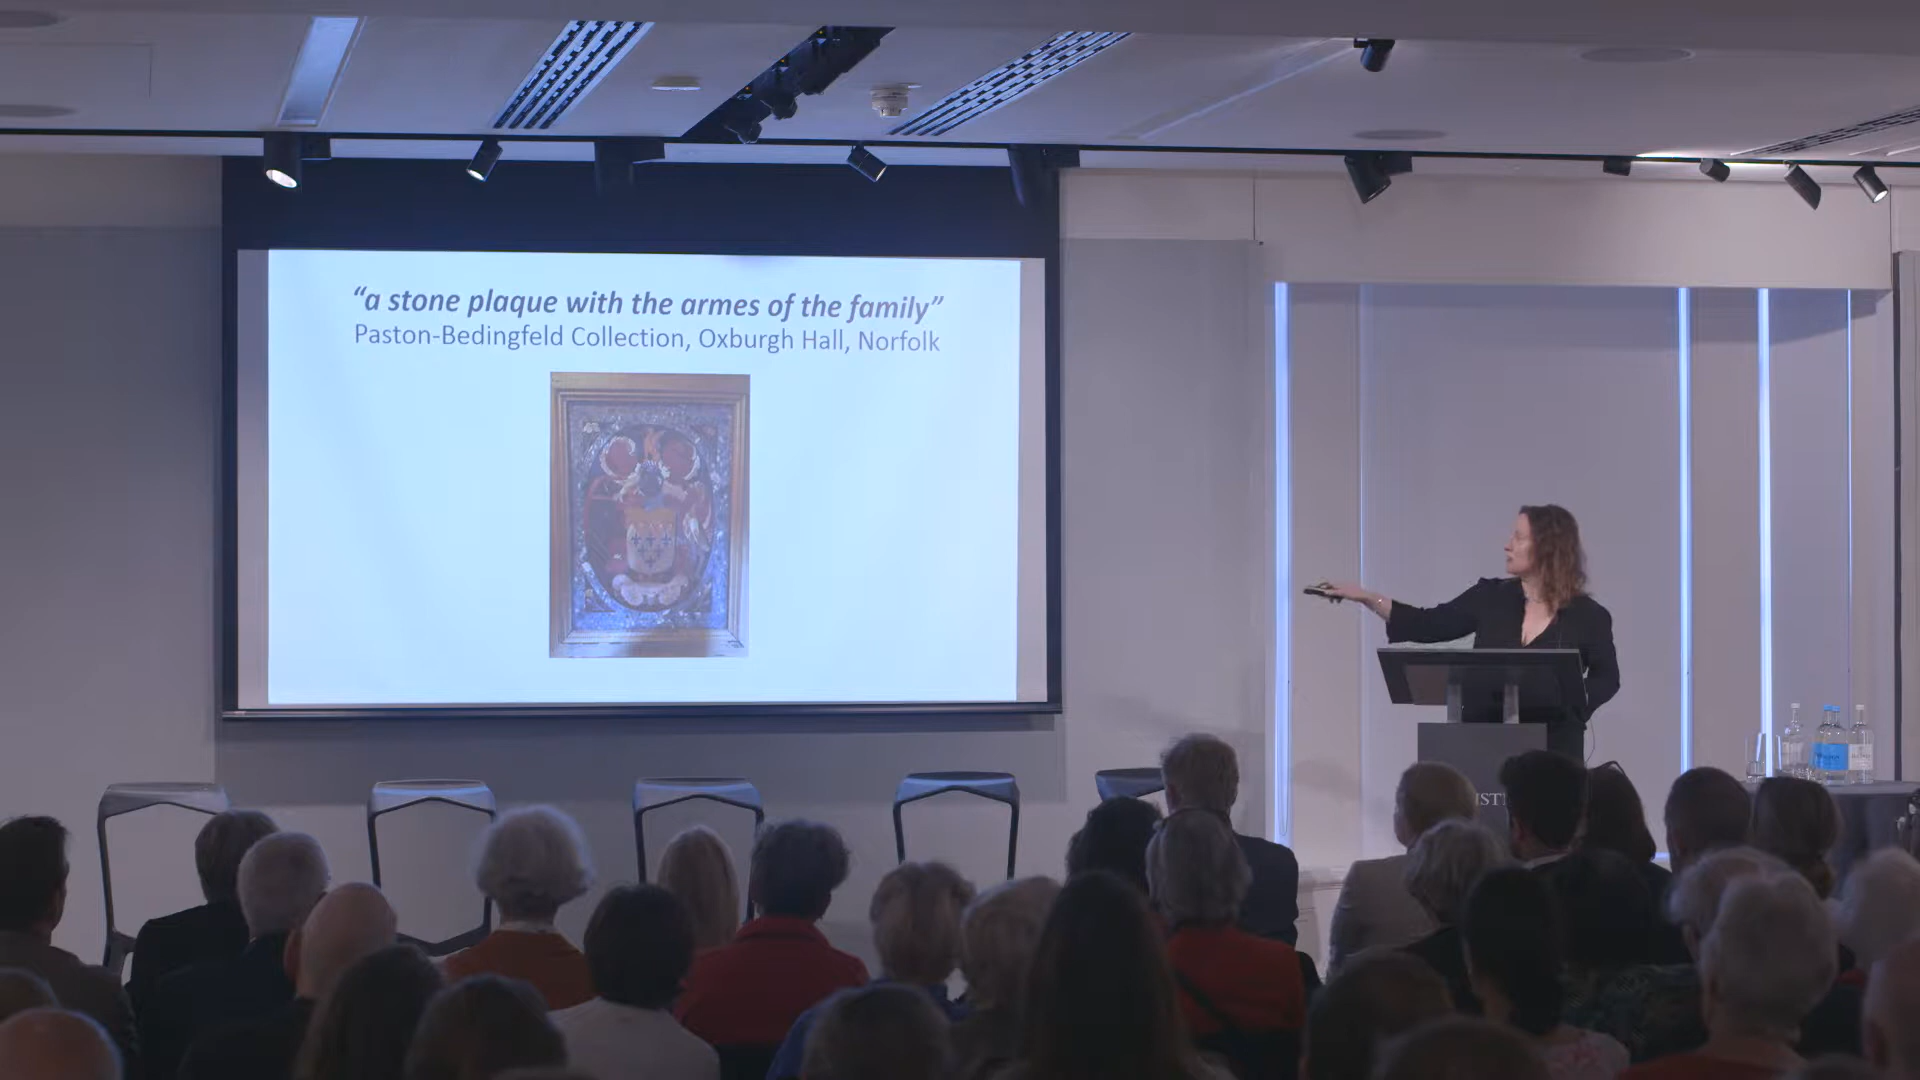 “a stone plaque with the armes of the family”
Paston-Bedingfeld Collection, Oxburgh Hall, Norfolk